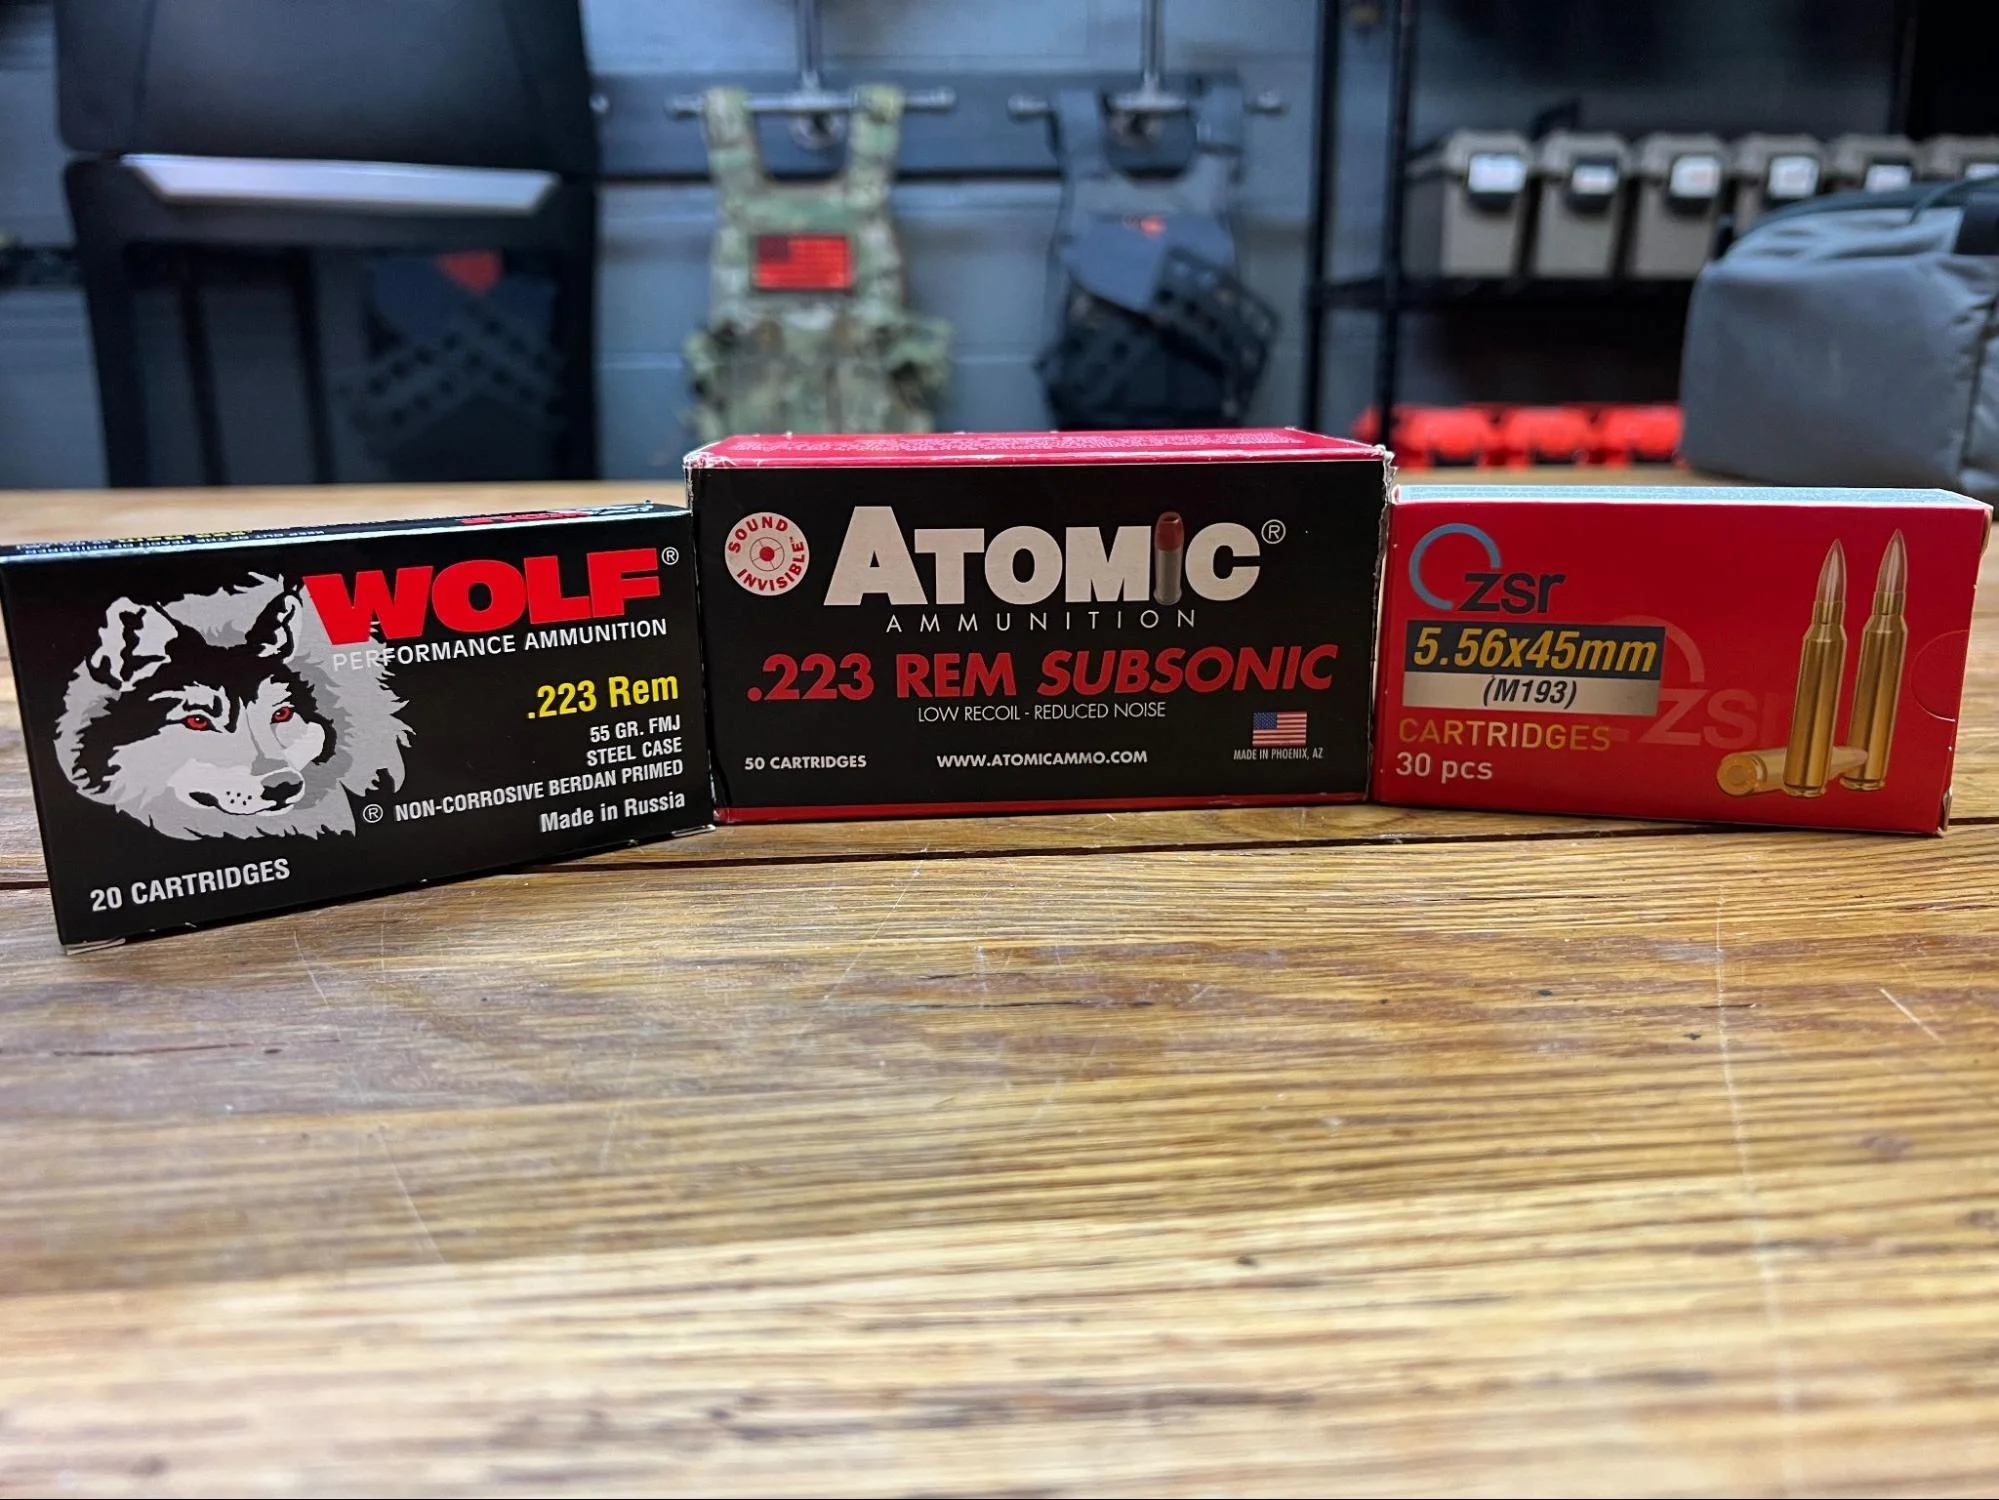 WOLF®
PERFORMANCE AMMUNITION
.223 Rem
55 GR. FMJ
STEEL CASE
® NON-CORROSIVE BERDAN PRIMED
Made in Russia
20 CARTRIDGES
SOUND
INVISIBLE™
ATOMIC®
AMMUNITION
.223 REM SUBSONIC
LOW RECOIL - REDUCED NOISE
50 CARTRIDGES
WWW.ATOMICAMMO.COM
MADE IN PHOENIX, AZ
zsr
5.56x45mm
(M193)
zsr
CARTRIDGES
30 pcs